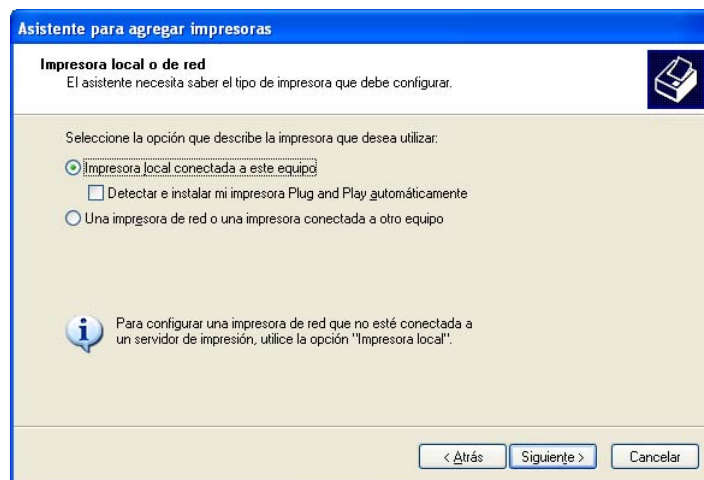 Asistente para agregar impresoras
Impresora local o de red
El asistente necesita saber el tipo de impresora que debe configurar.
Seleccione la opción que describe la impresora que desea utilizar:
Impresora local conectada a este equipo
Detectar e instalar mi impresora Plug and Play automáticamente
Una impresora de red o una impresora conectada a otro equipo
Para configurar una impresora de red que no esté conectada a
un servidor de impresión, utilice la opción "Impresora local".
< Atrás Siguiente > Cancelar